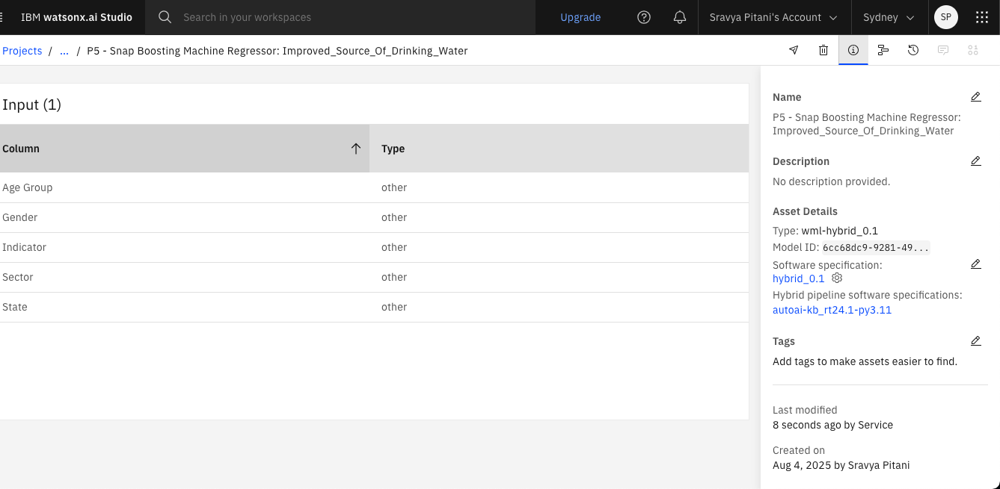 IBM watsonx.ai Studio
Search in your workspaces
Upgrade
Sravya Pitani's Account
Sydney
SP
Projects / ... / P5 - Snap Boosting Machine Regressor: Improved_Source_Of_Drinking_Water
Input (1)
Column Type
Age Group other
Gender other
Indicator other
Sector other
State other
Name
P5 - Snap Boosting Machine Regressor:
Improved_Source_Of_Drinking_Water
Description
No description provided.
Asset Details
Type: wml-hybrid_0.1
Model ID: 6cc68dc9-9281-49...
Software specification:
hybrid_0.1
Hybrid pipeline software specifications:
autoai-kb_rt24.1-py3.11
Tags
Add tags to make assets easier to find.
Last modified
8 seconds ago by Service
Created on
Aug 4, 2025 by Sravya Pitani